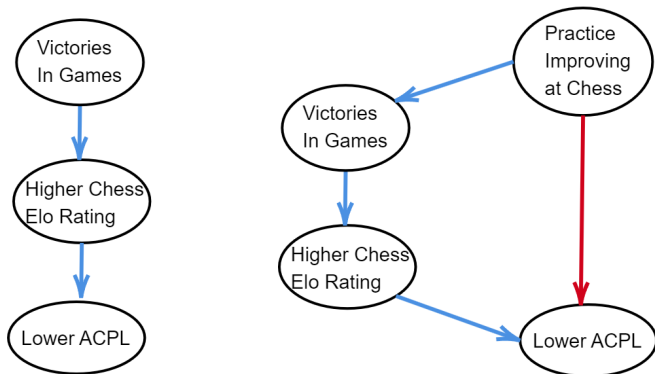 Victories
In Games
Higher Chess
Elo Rating
Lower ACPL
Practice
Improving
at Chess
Victories
In Games
Higher Chess
Elo Rating
Lower ACPL